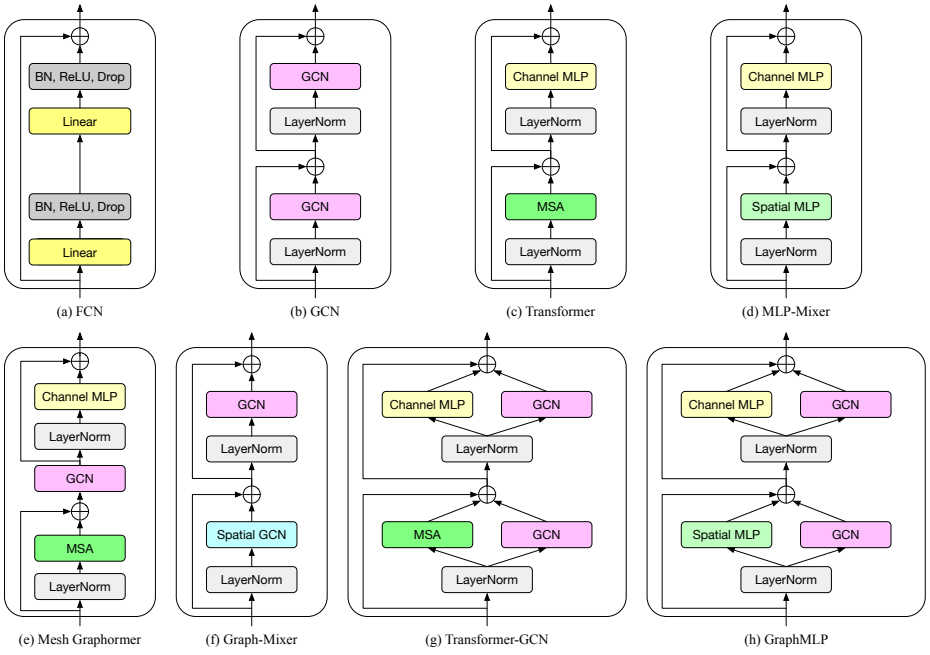 BN, ReLU, Drop
Linear
BN, ReLU, Drop
Linear
(a) FCN
GCN
LayerNorm
GCN
LayerNorm
(b) GCN
Channel MLP
LayerNorm
MSA
LayerNorm
(c) Transformer
Channel MLP
LayerNorm
Spatial MLP
LayerNorm
(d) MLP-Mixer
Channel MLP
LayerNorm
GCN
MSA
LayerNorm
(e) Mesh Graphormer
GCN
LayerNorm
Spatial GCN
LayerNorm
(f) Graph-Mixer
Channel MLP
GCN
LayerNorm
MSA
GCN
LayerNorm
(g) Transformer-GCN
Channel MLP
GCN
LayerNorm
Spatial MLP
GCN
LayerNorm
(h) GraphMLP